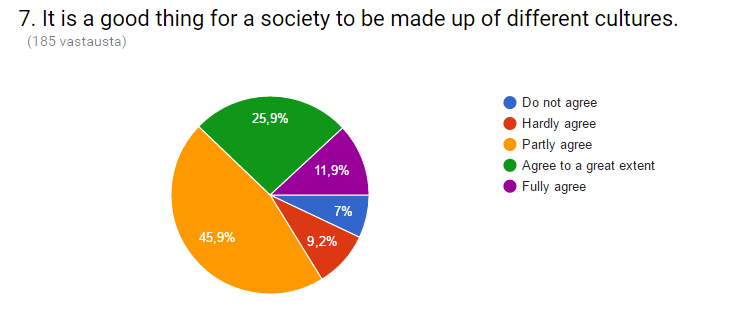 7. It is a good thing for a society to be made up of different cultures.
(185 vastausta)
Do not agree
Hardly agree
Partly agree
Agree to a great extent
Fully agree
25,9%
11,9%
7%
9,2%
45,9%